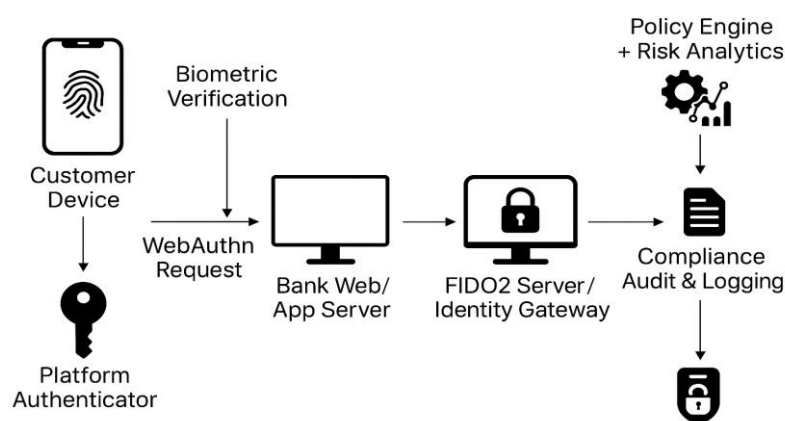 Policy Engine
+ Risk Analytics
Biometric
Verification
Customer
Device
WebAuthn
Request
Bank Web/
App Server
FIDO2 Server/
Identity Gateway
Compliance
Audit & Logging
Platform
Authenticator